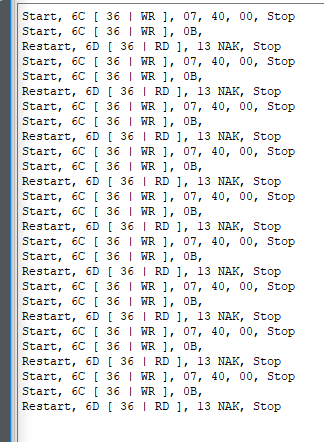 Start, 6C [ 36 | WR ], 07, 40, 00, Stop
Start, 6C [ 36 | WR ], 0B,
Restart, 6D [ 36 | RD ], 13 NAK, Stop
Start, 6C [ 36 | WR ], 07, 40, 00, Stop
Start, 6C [ 36 | WR ], 0B,
Restart, 6D [ 36 | RD ], 13 NAK, Stop
Start, 6C [ 36 | WR ], 07, 40, 00, Stop
Start, 6C [ 36 | WR ], 0B,
Restart, 6D [ 36 | RD ], 13 NAK, Stop
Start, 6C [ 36 | WR ], 07, 40, 00, Stop
Start, 6C [ 36 | WR ], 0B,
Restart, 6D [ 36 | RD ], 13 NAK, Stop
Start, 6C [ 36 | WR ], 07, 40, 00, Stop
Start, 6C [ 36 | WR ], 0B,
Restart, 6D [ 36 | RD ], 13 NAK, Stop
Start, 6C [ 36 | WR ], 07, 40, 00, Stop
Start, 6C [ 36 | WR ], 0B,
Restart, 6D [ 36 | RD ], 13 NAK, Stop
Start, 6C [ 36 | WR ], 07, 40, 00, Stop
Start, 6C [ 36 | WR ], 0B,
Restart, 6D [ 36 | RD ], 13 NAK, Stop
Start, 6C [ 36 | WR ], 07, 40, 00, Stop
Start, 6C [ 36 | WR ], 0B,
Restart, 6D [ 36 | RD ], 13 NAK, Stop
Start, 6C [ 36 | WR ], 07, 40, 00, Stop
Start, 6C [ 36 | WR ], 0B,
Restart, 6D [ 36 | RD ], 13 NAK, Stop